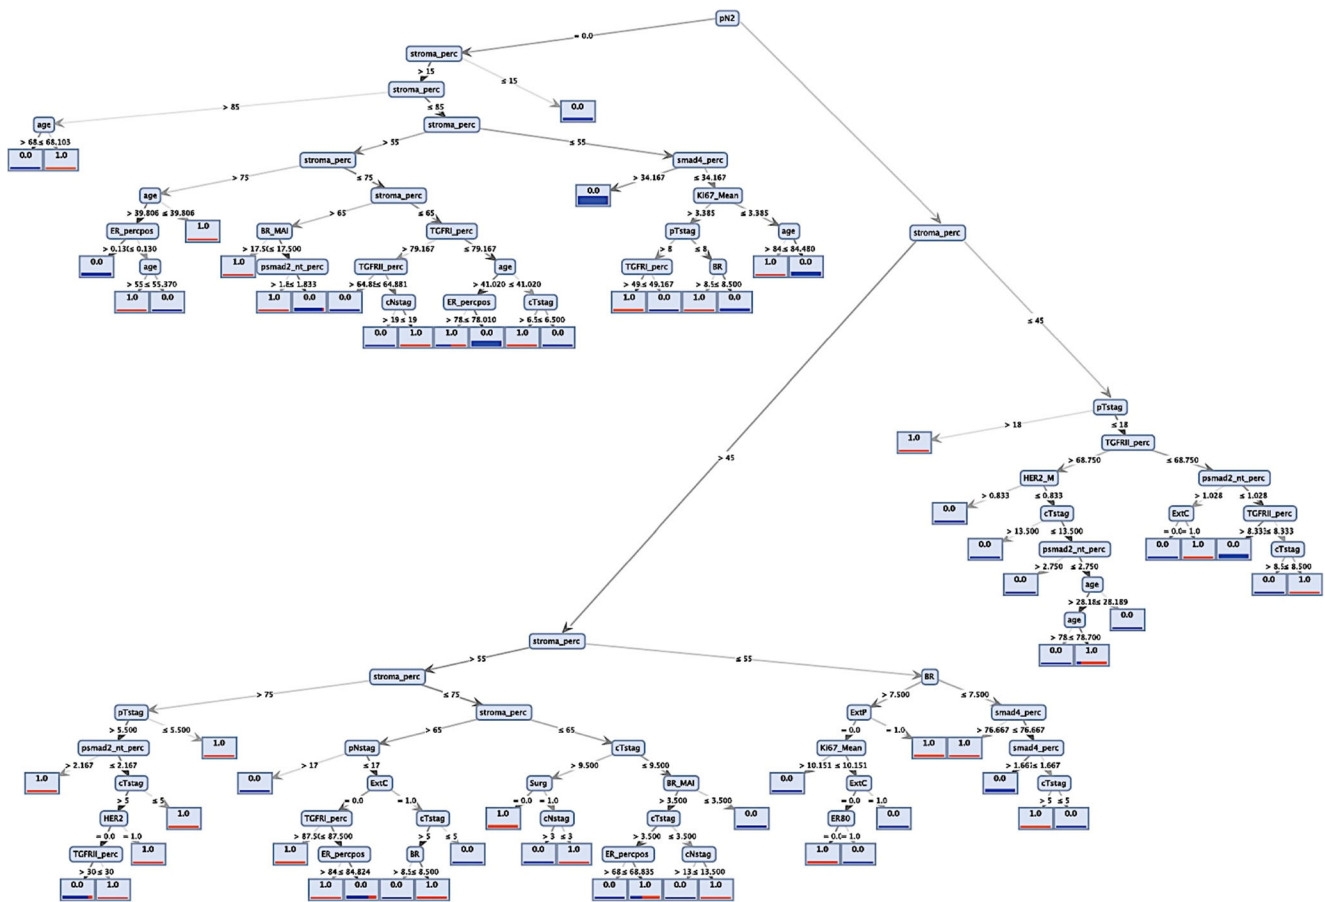 pN2
= 0.0
stroma_perc
> 15
≤ 15
stroma_perc
0.0
> 85
≤ 85
age
stroma_perc
> 68 ≤ 68.103
> 55
≤ 55
0.0 1.0
stroma_perc
smad4_perc
> 75
≤ 75
> 34.167
≤ 34.167
age
stroma_perc
0.0
Ki67_Mean
> 39.806 ≤ 39.806
> 65
≤ 65
> 3.385
≤ 3.385
ER_percpos
1.0
BR_MAI
TGFRI_perc
pTstag
age
stroma_perc
> 0.13 ≤ 0.130
> 17.50 ≤ 17.500
> 79.167
≤ 79.167
> 8 ≤ 8
> 84 ≤ 84.480
0.0
age
1.0
psmad2_nt_perc
TGFRII_perc
age
TGFRI_perc
BR
1.0 0.0
> 55 ≤ 55.370
> 1.8 ≤ 1.833
> 64.88 ≤ 64.881
> 41.020 ≤ 41.020
> 49 ≤ 49.167
> 8.5 ≤ 8.500
1.0 0.0
1.0 0.0 0.0
cNstag
ER_percpos
cTstag
1.0 0.0 1.0 0.0
> 19 ≤ 19
> 78 ≤ 78.010
> 6.5 ≤ 6.500
0.0 1.0 1.0 0.0 1.0 0.0
≤ 45
> 45
pTstag
> 18
≤ 18
1.0
TGFRII_perc
> 68.750
≤ 68.750
HER2_M
psmad2_nt_perc
> 0.833
≤ 0.833
> 1.028
≤ 1.028
0.0
cTstag
ExtC
TGFRII_perc
> 13.500 ≤ 13.500
= 0.0 = 1.0
> 8.333 ≤ 8.333
0.0
psmad2_nt_perc
0.0 1.0 0.0
cTstag
> 2.750 ≤ 2.750
> 8.5 ≤ 8.500
0.0
age
0.0 1.0
> 28.18 ≤ 28.189
age
0.0
> 78 ≤ 78.700
0.0 1.0
stroma_perc
> 55
≤ 55
stroma_perc
BR
> 75
≤ 75
> 7.500
≤ 7.500
pTstag
stroma_perc
ExtP
smad4_perc
> 5.500
≤ 5.500
> 65
≤ 65
= 0.0
= 1.0
> 76.667 ≤ 76.667
psmad2_nt_perc
1.0
pNstag
cTstag
Ki67_Mean
1.0 1.0
smad4_perc
> 2.167
≤ 2.167
> 17
≤ 17
> 9.500
≤ 9.500
> 10.151 ≤ 10.151
> 1.667 ≤ 1.667
1.0
cTstag
0.0
ExtC
Surg
BR_MAI
0.0
ExtC
0.0
cTstag
> 5
≤ 5
= 0.0
= 1.0
= 0.0 = 1.0
> 3.500
≤ 3.500
= 0.0 = 1.0
> 5 ≤ 5
HER2
1.0
TGFRI_perc
cTstag
1.0
cNstag
cTstag
0.0
ER80
0.0
1.0 0.0
= 0.0 = 1.0
> 87.50 ≤ 87.500
> 5 ≤ 5
> 3 ≤ 3
> 3.500 ≤ 3.500
= 0.0 = 1.0
TGFRII_perc
1.0
1.0
ER_percpos
BR
0.0
0.0 1.0
ER_percpos
cNstag
1.0 0.0
> 30 ≤ 30
> 84 ≤ 84.824
> 8.5 ≤ 8.500
> 68 ≤ 68.835
> 13 ≤ 13.500
0.0 1.0
1.0 0.0 0.0 1.0
0.0 1.0 0.0 1.0